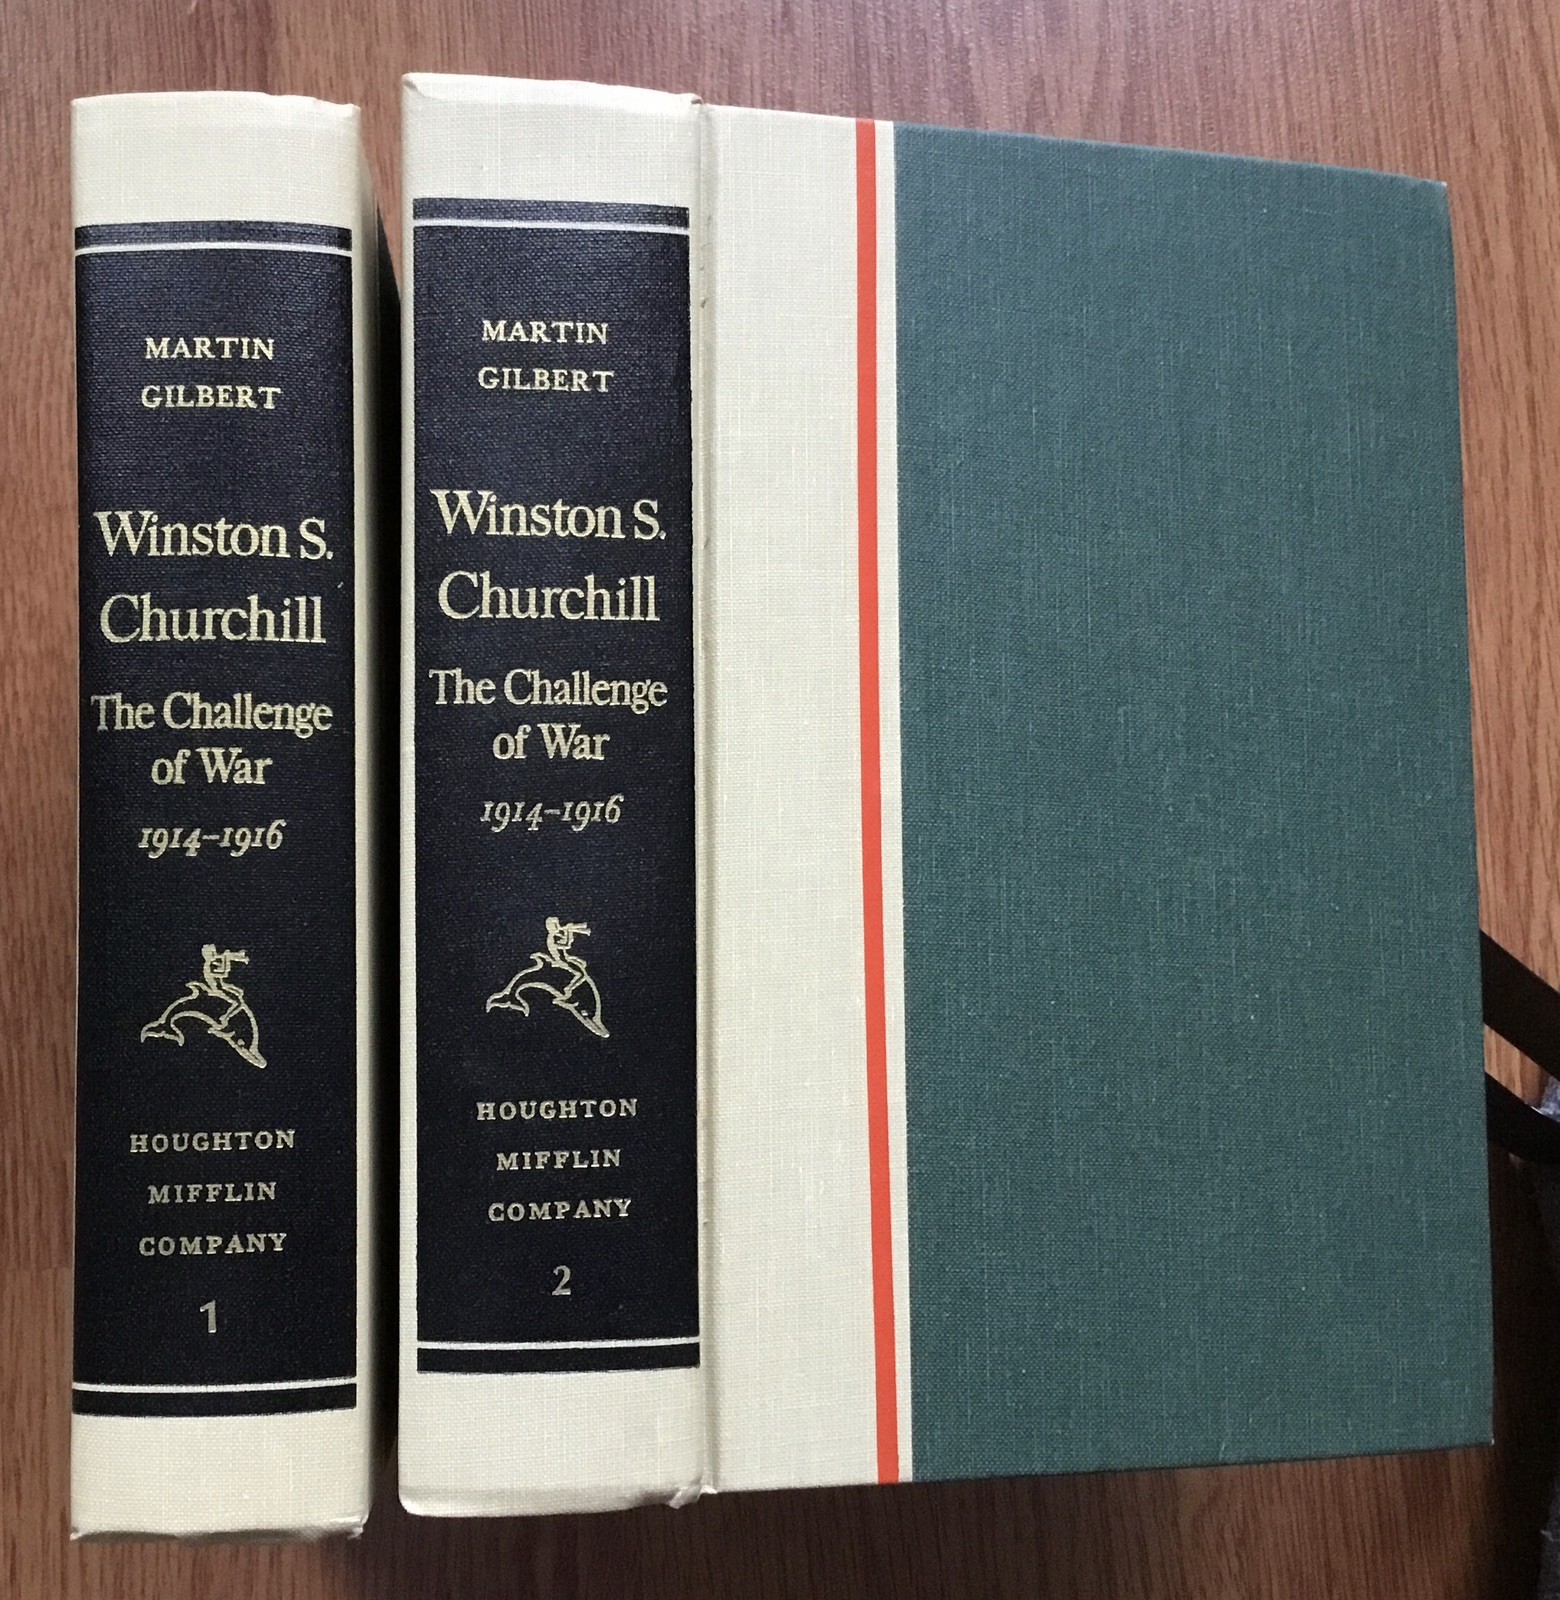 MARTIN
GILBERT
Winston S.
Churchill
The Challenge
of War
1914–1916
HOUGHTON
MIFFLIN
COMPANY
1
MARTIN
GILBERT
Winston S.
Churchill
The Challenge
of War
1914–1916
HOUGHTON
MIFFLIN
COMPANY
2